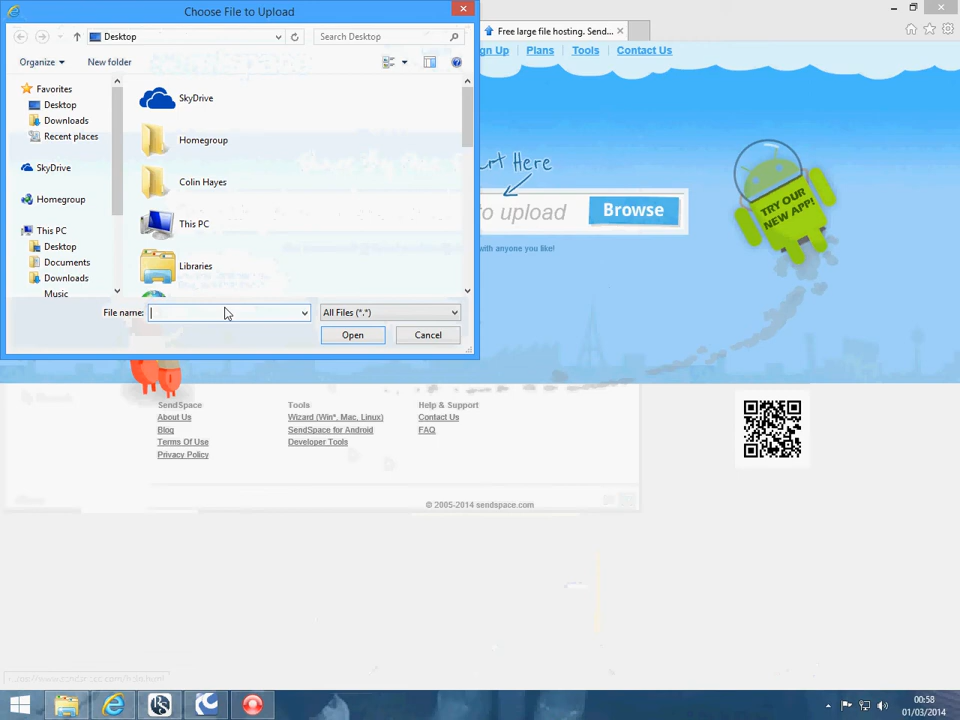 Choose File to Upload
Desktop
Search Desktop
Organize
New folder
Favorites
Desktop
Downloads
Recent places
SkyDrive
Homegroup
This PC
Desktop
Documents
Downloads
Music
SkyDrive
Homegroup
Colin Hayes
This PC
Libraries
File name:
All Files (*.*)
Open
Cancel
Free large file hosting. Send...
gn Up
Plans
Tools
Contact Us
rt Here
to upload
Browse
with anyone you like!
TRY OUR
NEW APP!
SendSpace
About Us
Blog
Terms Of Use
Privacy Policy
Tools
Wizard (Win*, Mac, Linux)
SendSpace for Android
Developer Tools
Help & Support
Contact Us
FAQ
© 2005-2014 sendspace.com
00:58
01/03/2014